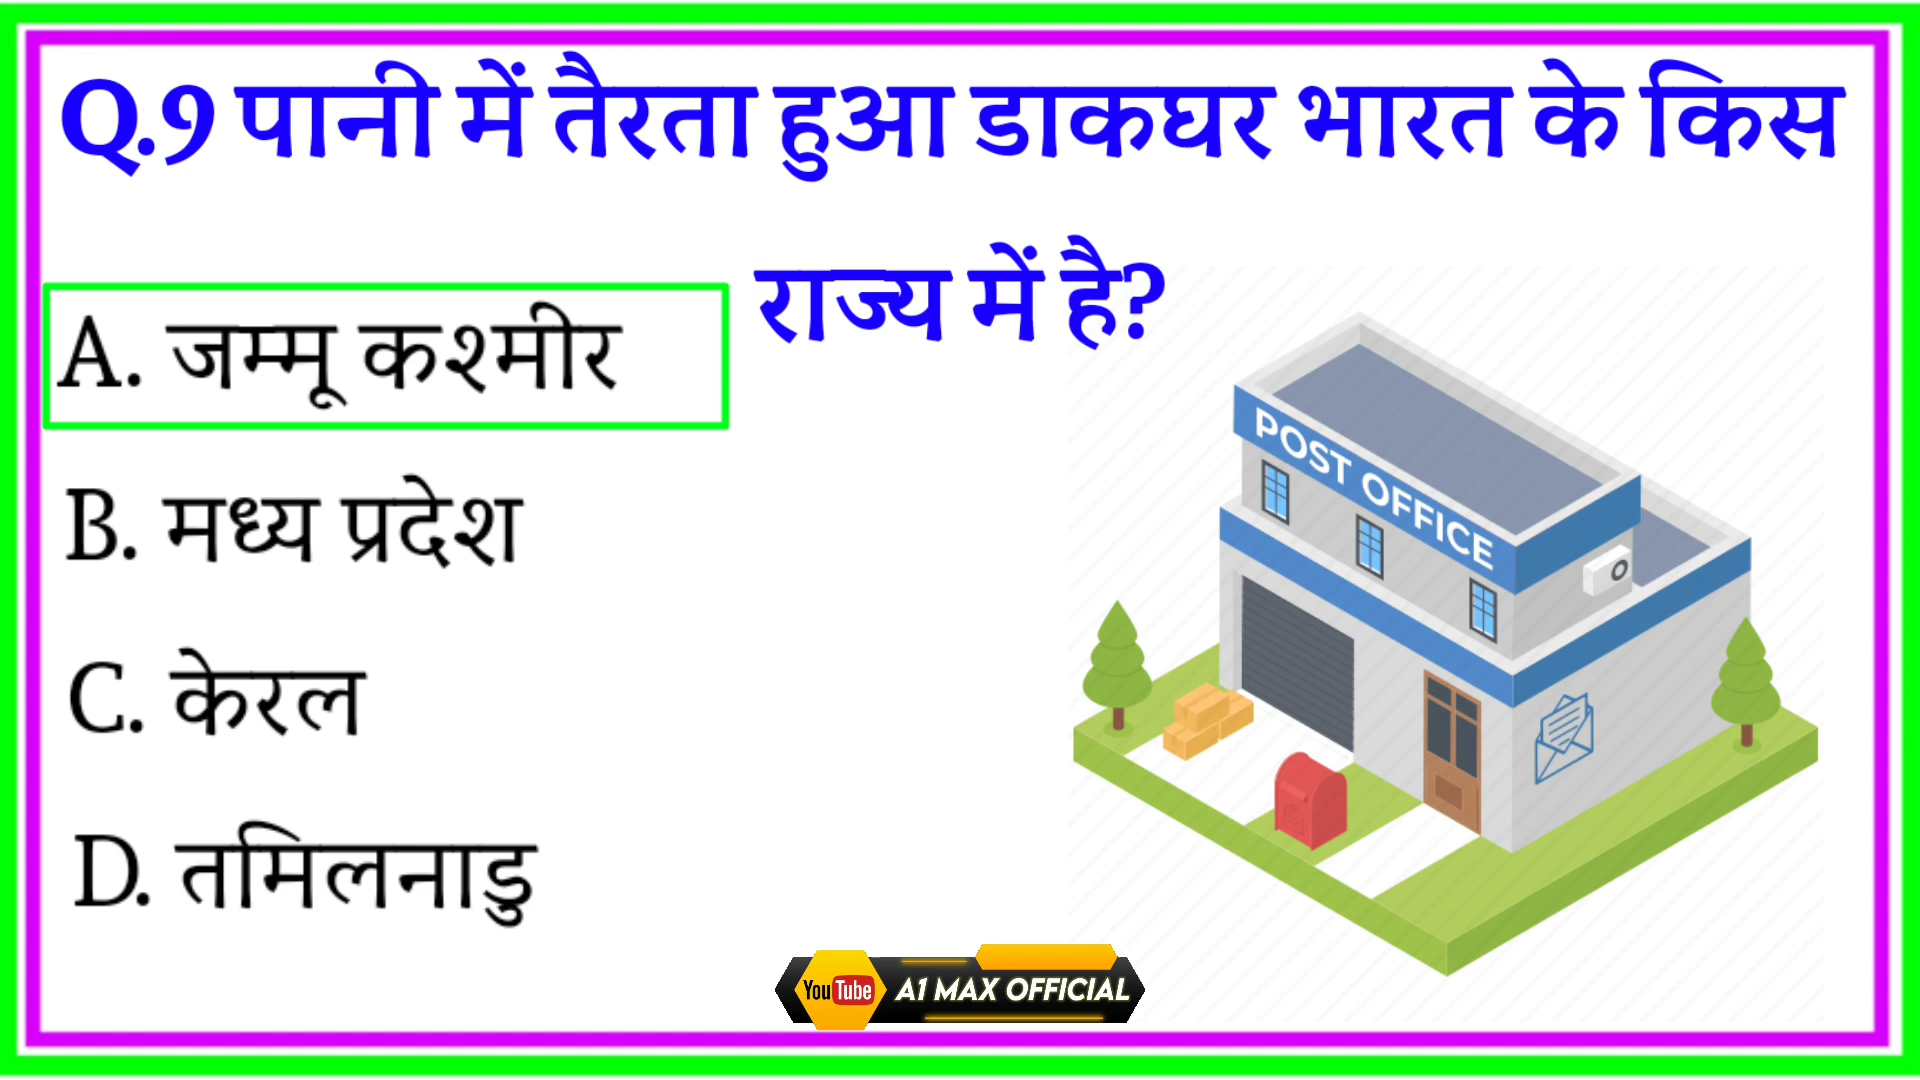 Q.9 पानी में तैरता हुआ डाकघर भारत के किस
राज्य में है?
A. जम्मू कश्मीर
B. मध्य प्रदेश
C. केरल
D. तमिलनाडु
POST OFFICE
YouTube A1 MAX OFFICIAL